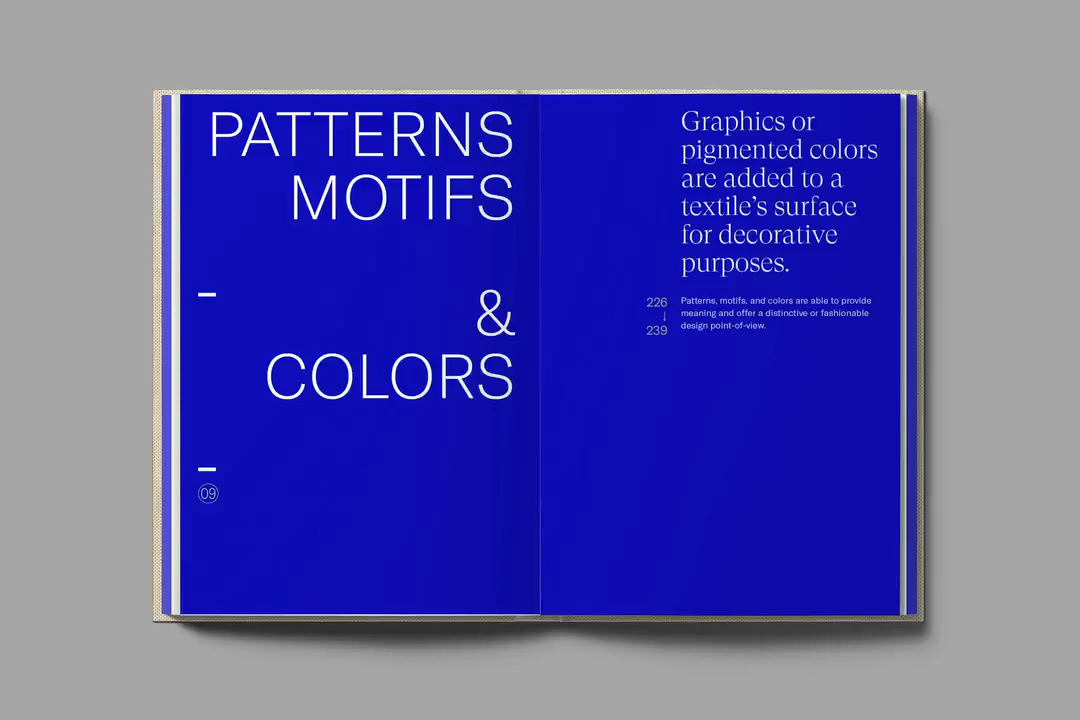 PATTERNS
MOTIFS
&
COLORS
09
Graphics or
pigmented colors
are added to a
textile’s surface
for decorative
purposes.
226
↓
239
Patterns, motifs, and colors are able to provide
meaning and offer a distinctive or fashionable
design point-of-view.